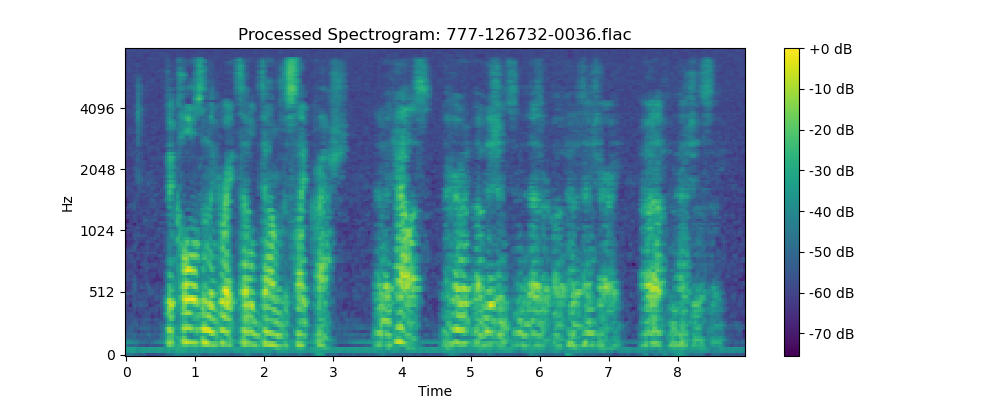 Processed Spectrogram: 777-126732-0036.flac
Hz
4096
2048
1024
512
0
0 1 2 3 4 5 6 7 8
Time
+0 dB
-10 dB
-20 dB
-30 dB
-40 dB
-50 dB
-60 dB
-70 dB